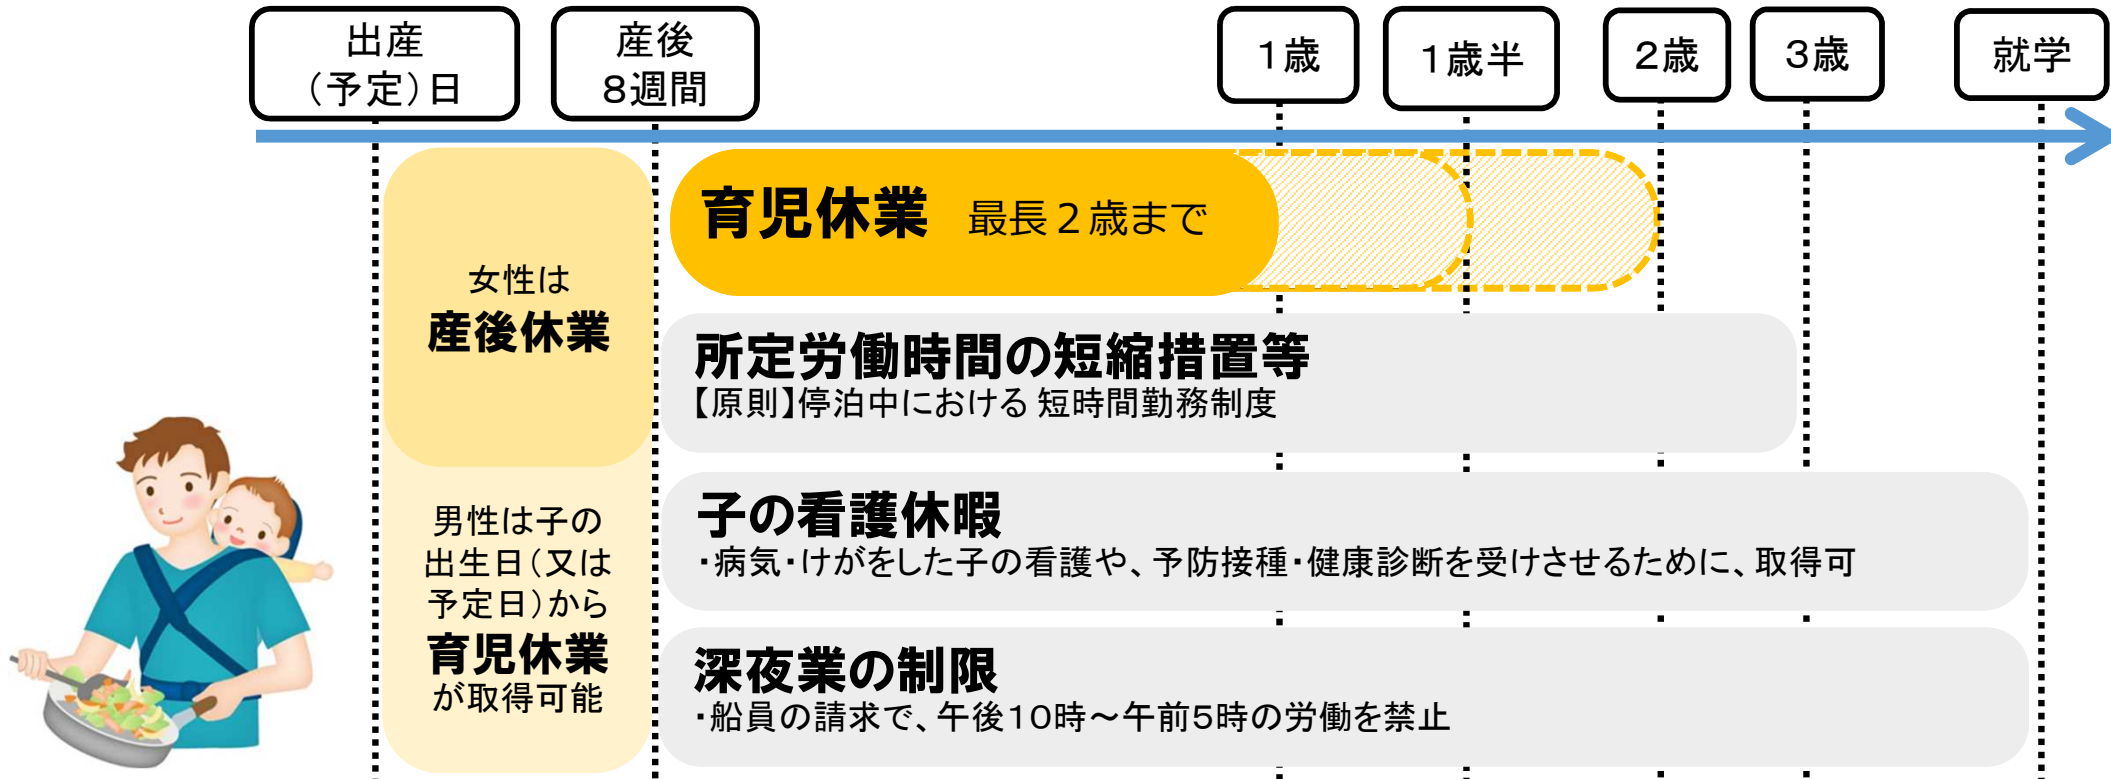 出産
(予定)日
産後
8週間
1歳
1歳半
2歳
3歳
就学
女性は
産後休業
男性は子の
出生日(又は
予定日)から
育児休業
が取得可能
育児休業 最長2歳まで
所定労働時間の短縮措置等
【原則】停泊中における 短時間勤務制度
子の看護休暇
・病気・けがをした子の看護や、予防接種・健康診断を受けさせるために、取得可
深夜業の制限
・船員の請求で、午後10時～午前5時の労働を禁止